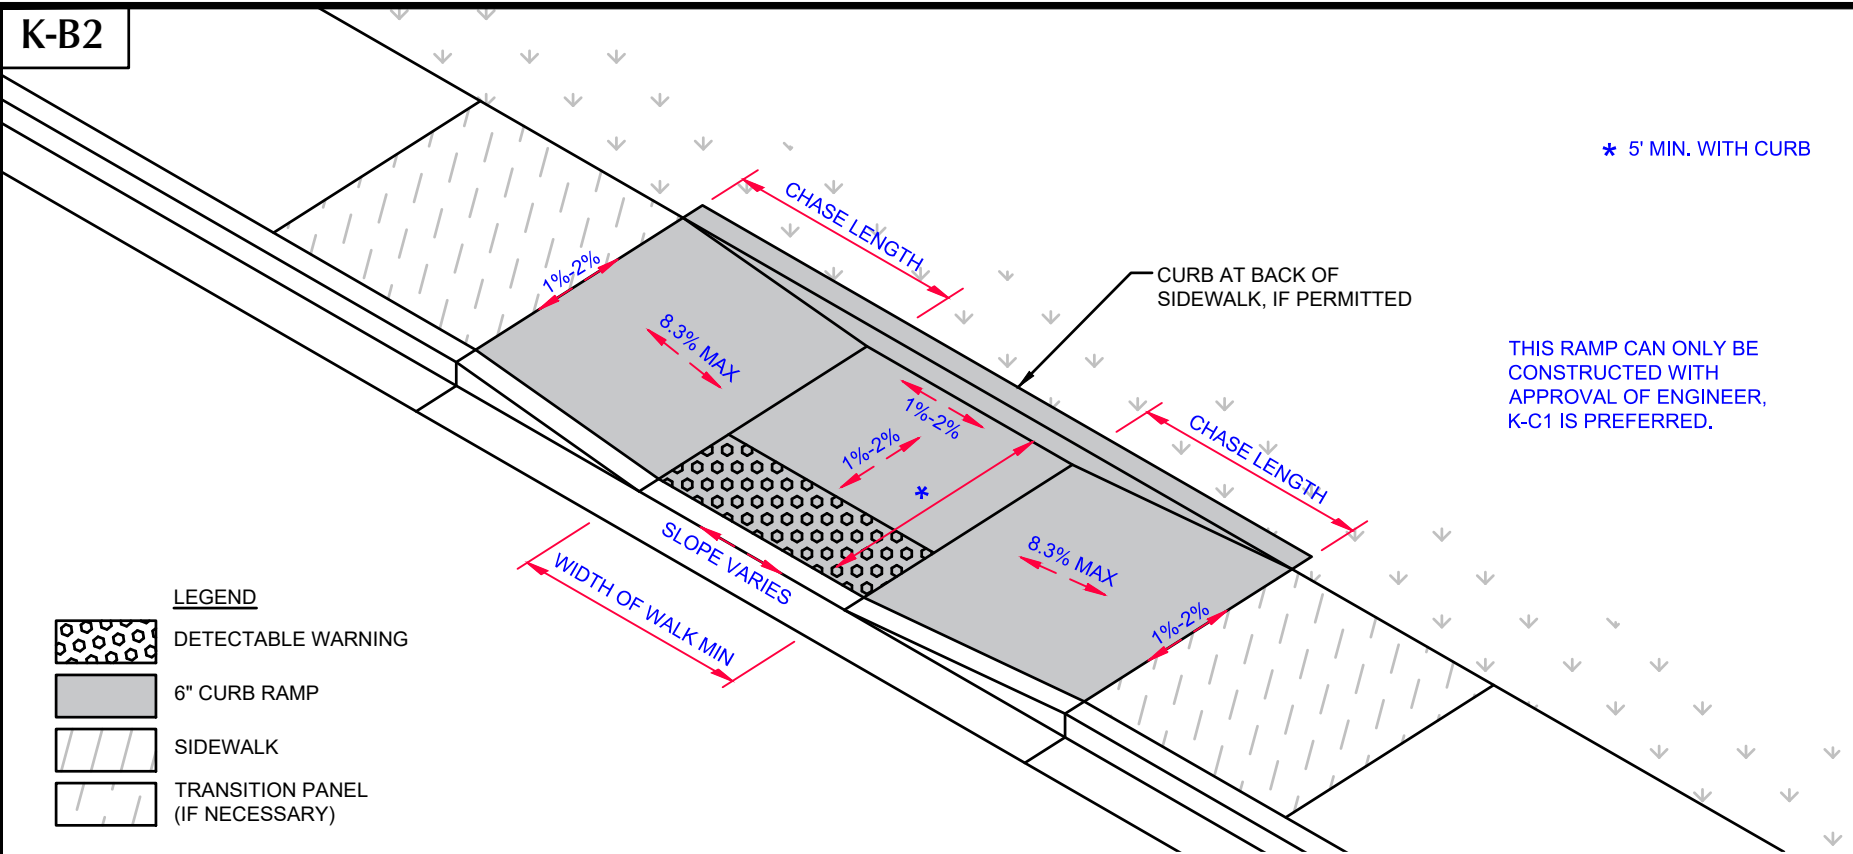 K-B2
* 5' MIN. WITH CURB
CHASE LENGTH
CURB AT BACK OF
SIDEWALK, IF PERMITTED
1%-2%
8.3% MAX
THIS RAMP CAN ONLY BE
CONSTRUCTED WITH
APPROVAL OF ENGINEER,
K-C1 IS PREFERRED.
1%-2%
1%-2%
*
CHASE LENGTH
SLOPE VARIES
8.3% MAX
WIDTH OF WALK MIN
1%-2%
LEGEND
DETECTABLE WARNING
6" CURB RAMP
SIDEWALK
TRANSITION PANEL
(IF NECESSARY)